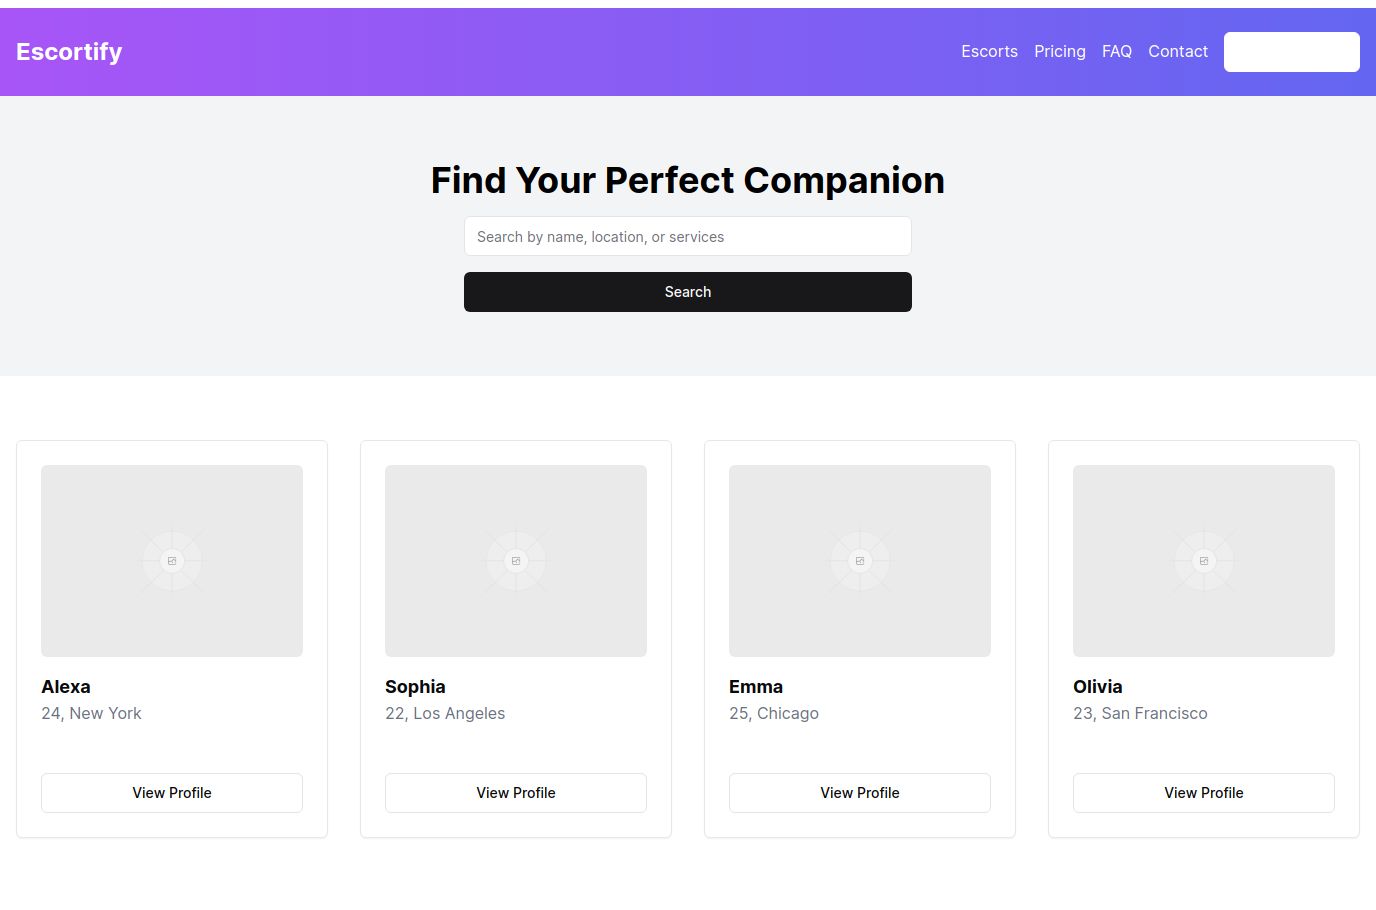 Escortify
Escorts Pricing FAQ Contact
Find Your Perfect Companion
Search by name, location, or services
Search
Alexa
24, New York
View Profile
Sophia
22, Los Angeles
View Profile
Emma
25, Chicago
View Profile
Olivia
23, San Francisco
View Profile